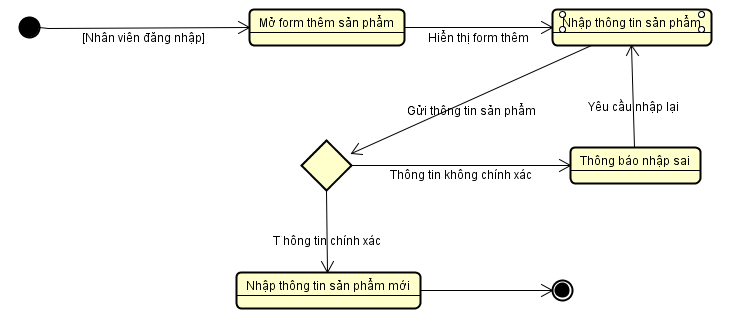 Mở form thêm sản phẩm
Nhập thông tin sản phẩm
[Nhân viên đăng nhập]
Hiển thị form thêm
Gửi thông tin sản phẩm
Yêu cầu nhập lại
Thông báo nhập sai
Thông tin không chính xác
T hông tin chính xác
Nhập thông tin sản phẩm mới